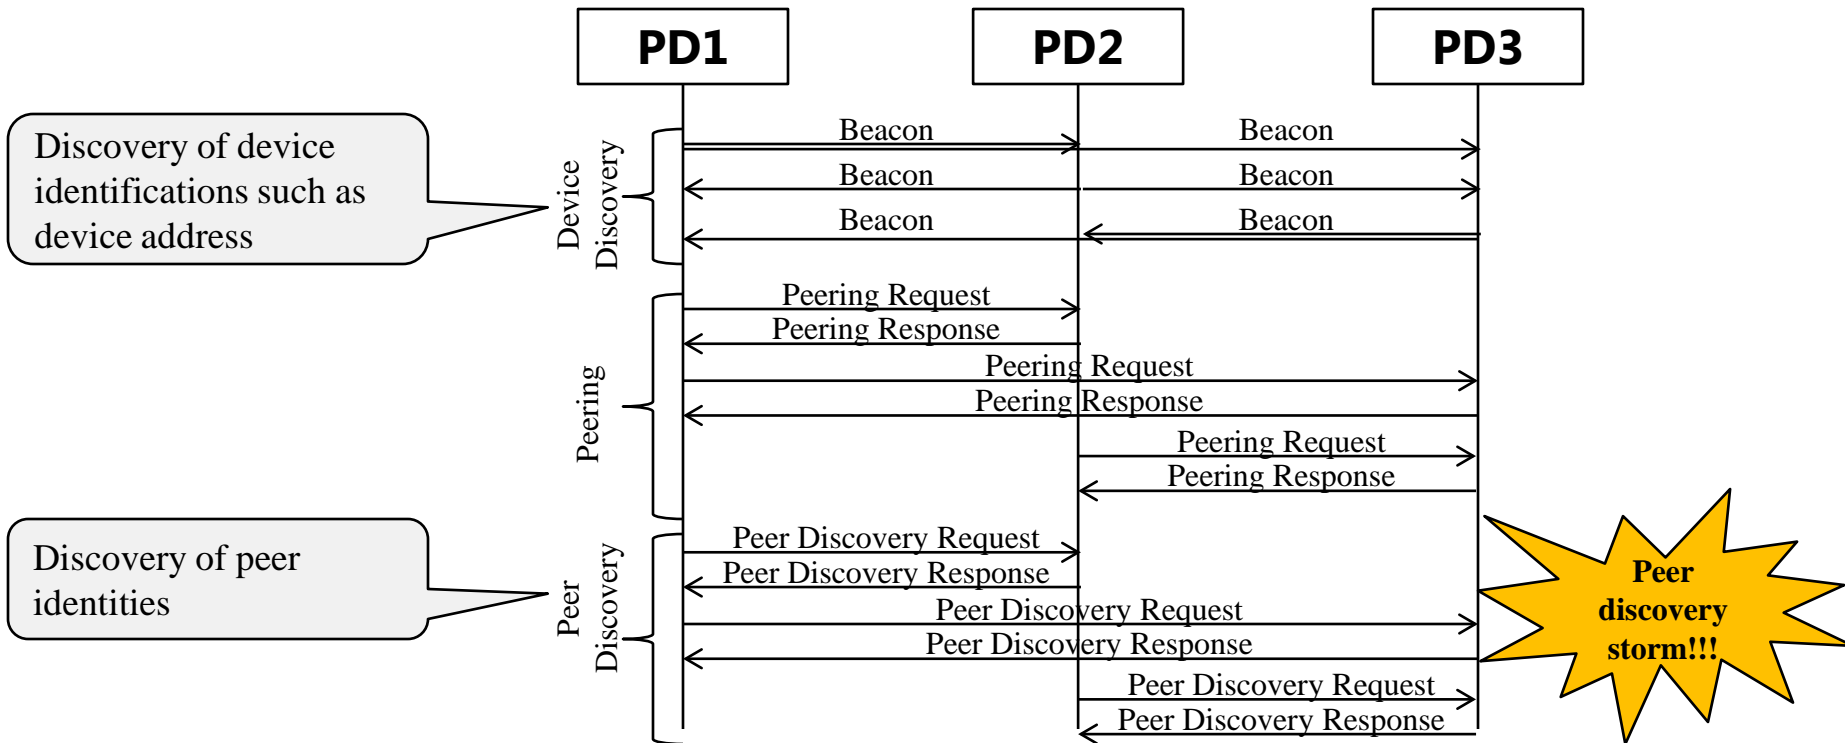 PD1
PD2
PD3
Discovery of device
identifications such as
device address
Device
Discovery
Beacon
Beacon
Beacon
Beacon
Beacon
Beacon
Peering
Peering Request
Peering Response
Peering Request
Peering Response
Peering Request
Peering Response
Discovery of peer
identities
Peer
Discovery
Peer Discovery Request
Peer Discovery Response
Peer Discovery Request
Peer Discovery Response
Peer Discovery Request
Peer Discovery Response
Peer
discovery
storm!!!